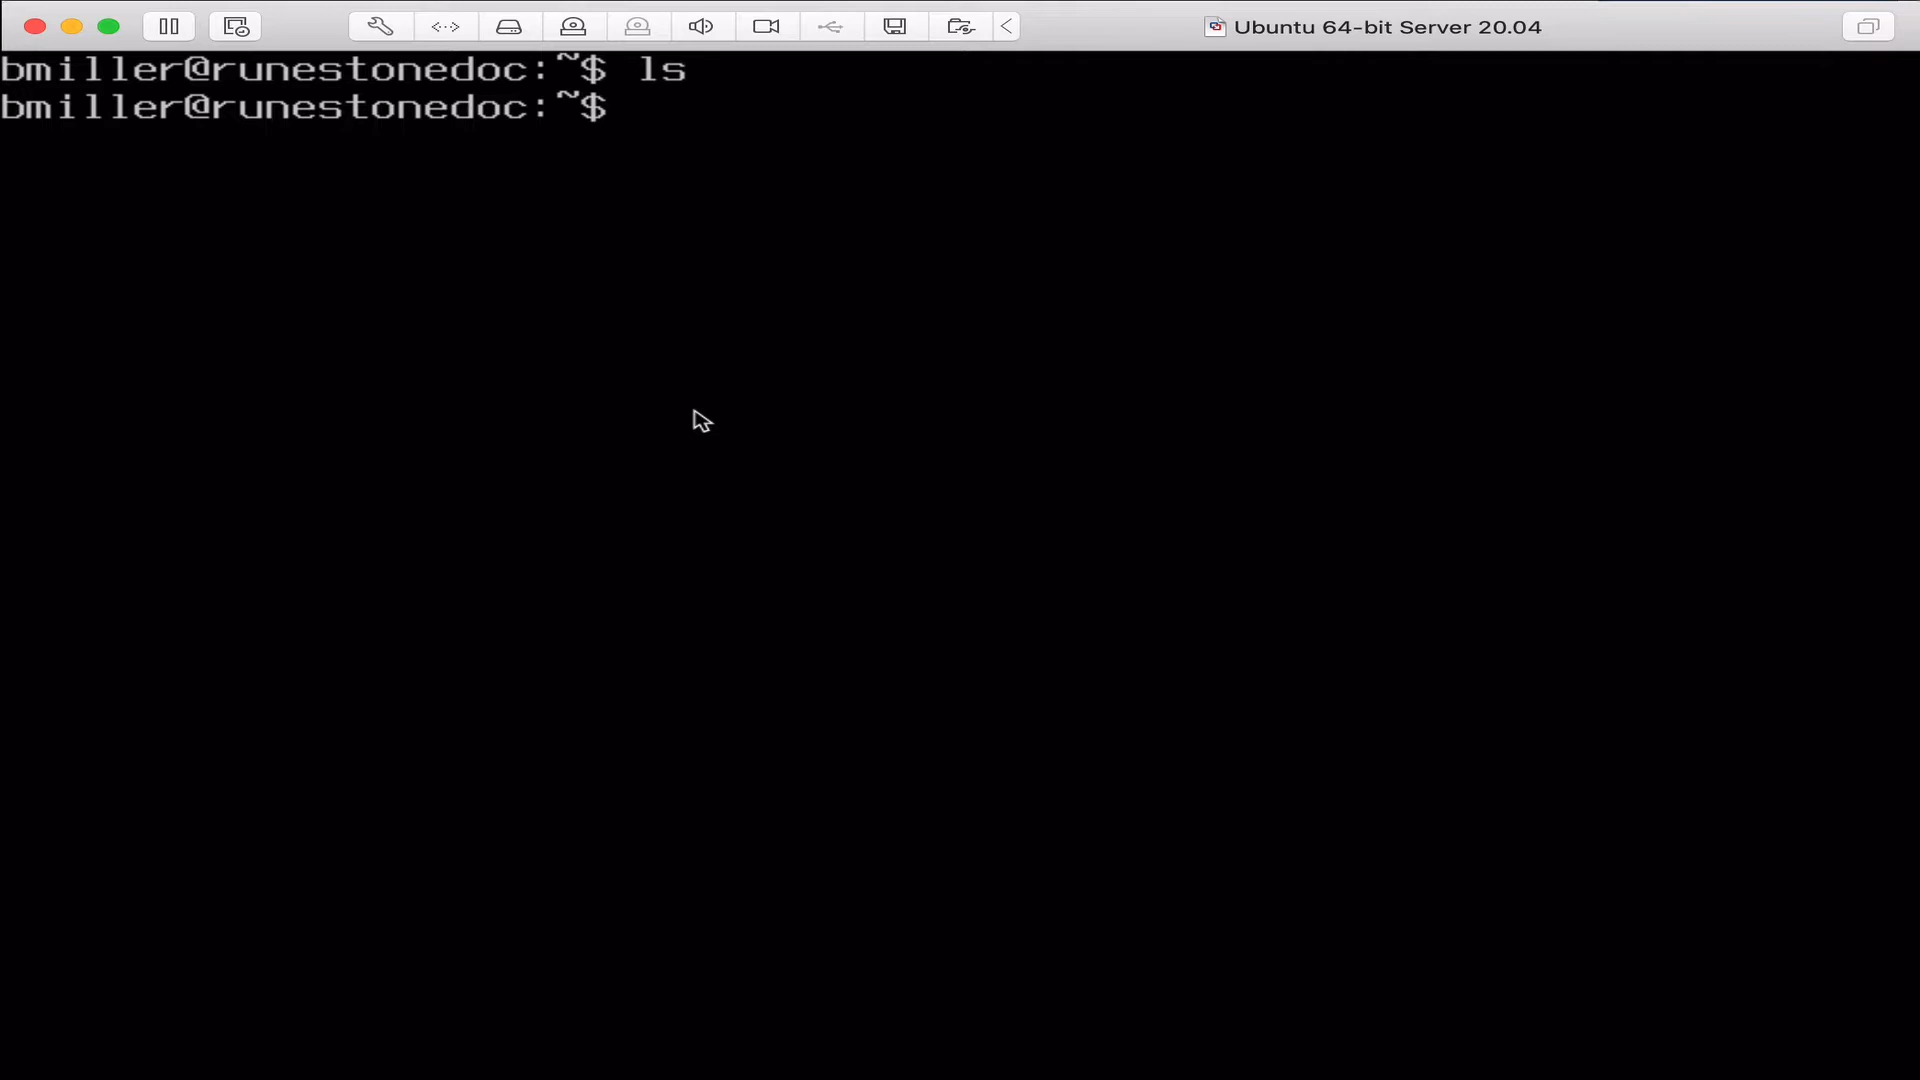 Ubuntu 64-bit Server 20.04
bmiller@runestonedoc:~$ ls
bmiller@runestonedoc:~$